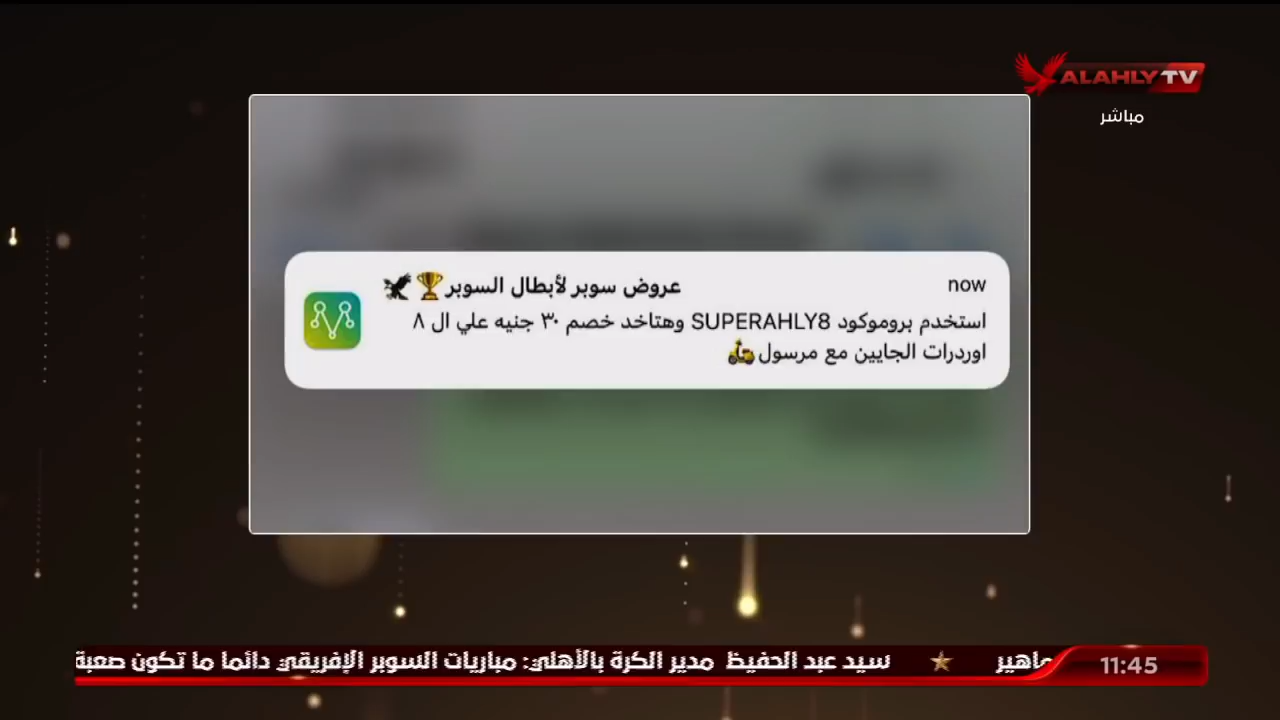 ALAHLY TV
مباشر
now
عروض سوبر لأبطال السوبر🏆🦅
استخدم بروموكود SUPERAHLY8 وهتاخد خصم ٣٠ جنيه علي ال ٨
اوردرات الجايين مع مرسول🛵
11:45
ماهير ★ سيد عبد الحفيظ مدير الكرة بالأهلي: مباريات السوبر الإفريقي دائما ما تكون صعبة